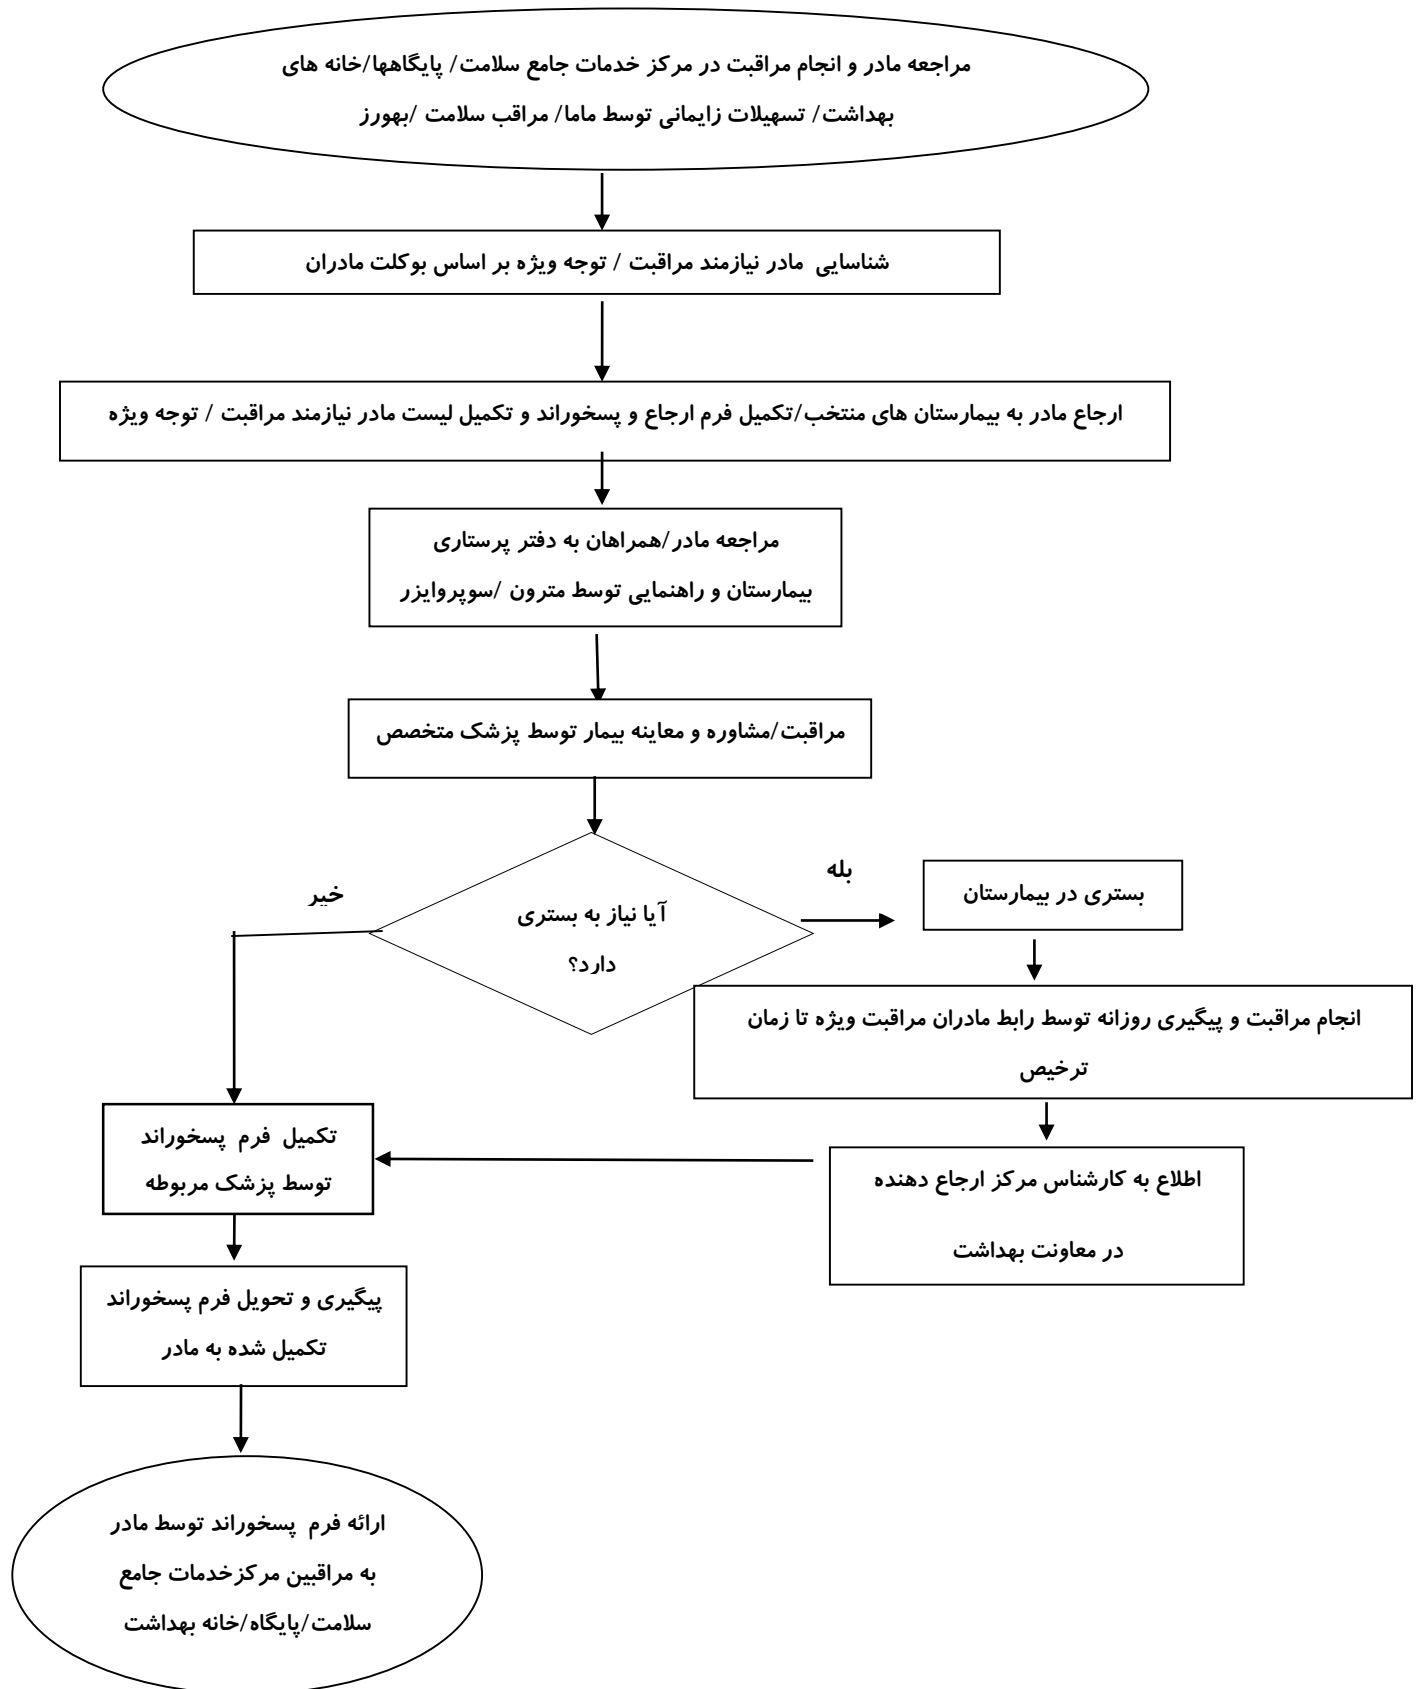 مراجعه مادر و انجام مراقبت در مرکز خدمات جامع سلامت/ پایگاهها/خانه های
بهداشت/ تسهیلات زایمانی توسط ماما/ مراقب سلامت /بهورز
شناسایی مادر نیازمند مراقبت / توجه ویژه بر اساس بوکلت مادران
ارجاع مادر به بیمارستان های منتخب/تکمیل فرم ارجاع و پسخوراند و تکمیل لیست مادر نیازمند مراقبت / توجه ویژه
مراجعه مادر/همراهان به دفتر پرستاری
بیمارستان و راهنمایی توسط مترون /سوپروایزر
مراقبت/مشاوره و معاینه بیمار توسط پزشک متخصص
آیا نیاز به بستری
دارد؟
بله
خیر
بستری در بیمارستان
انجام مراقبت و پیگیری روزانه توسط رابط مادران مراقبت ویژه تا زمان
ترخیص
اطلاع به کارشناس مرکز ارجاع دهنده
در معاونت بهداشت
تکمیل فرم پسخوراند
توسط پزشک مربوطه
پیگیری و تحویل فرم پسخوراند
تکمیل شده به مادر
ارائه فرم پسخوراند توسط مادر
به مراقبین مرکزخدمات جامع
سلامت/پایگاه/خانه بهداشت